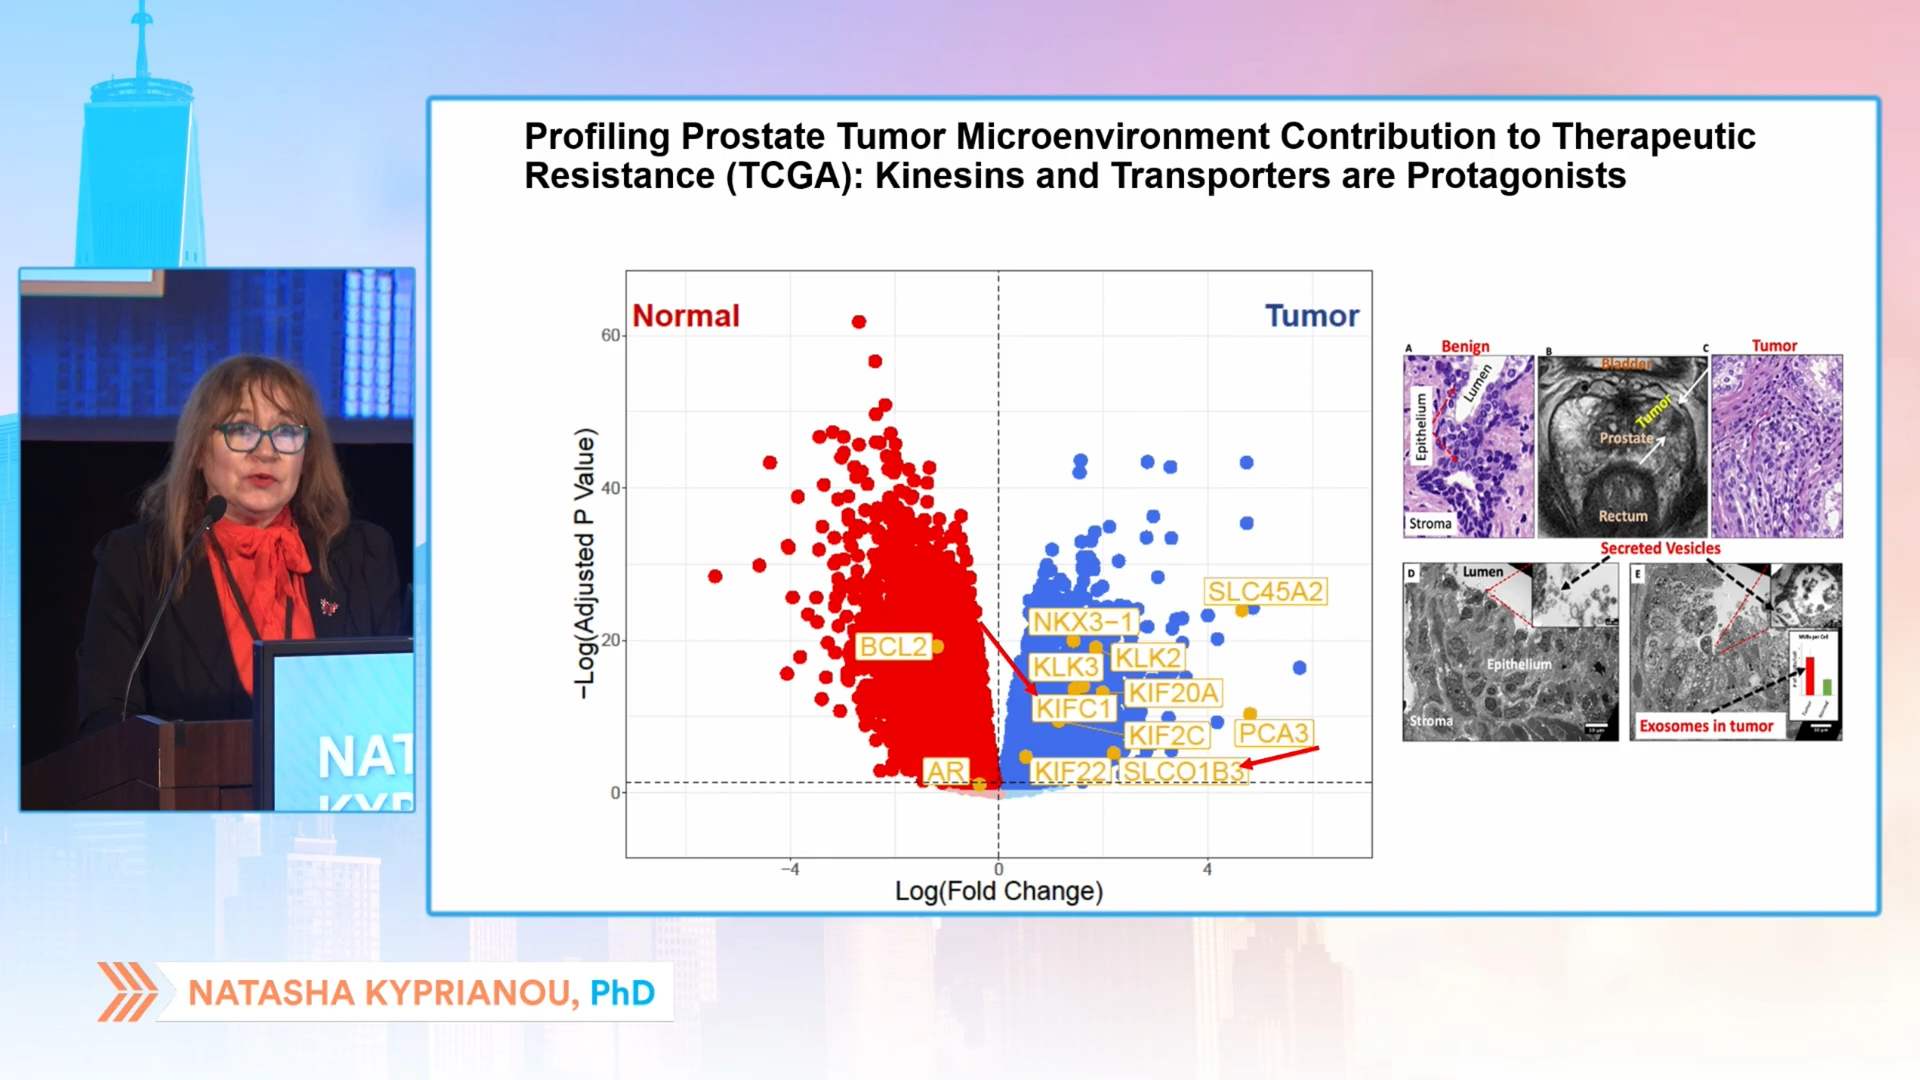 Profiling Prostate Tumor Microenvironment Contribution to Therapeutic
Resistance (TCGA): Kinesins and Transporters are Protagonists
Normal
Tumor
60
40
20
0
−Log(Adjusted P Value)
SLC45A2
NKX3−1
BCL2
KLK2
KLK3
KIF20A
KIFC1
KIF2C
PCA3
AR
KIF22
SLCO1B3
−4
0
4
Log(Fold Change)
A
Benign
B
C
Tumor
Lumen
Epithelium
Stroma
Bladder
Tumor
Prostate
Rectum
Secreted Vesicles
D
Lumen
Epithelium
Stroma
E
Exosomes in tumor
NAT
KYP
NATASHA KYPRIANOU, PhD